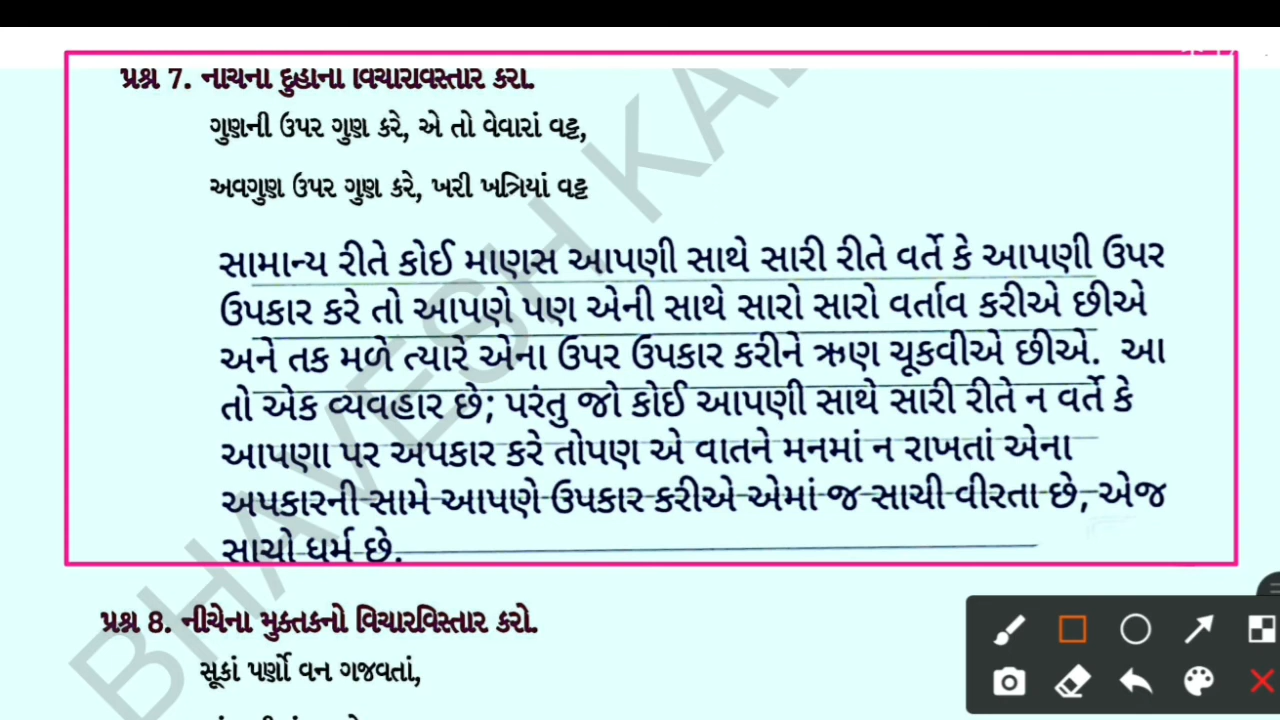 પ્રશ્ન 7. નીચેના દુહાનો વિચારવિસ્તાર કરો.
ગુણની ઉપર ગુણ કરે, એ તો વેવારાં વટ્ટ,
અવગુણ ઉપર ગુણ કરે, ખરી ખત્રિયાં વટ્ટ
સામાન્ય રીતે કોઈ માણસ આપણી સાથે સારી રીતે વર્તે કે આપણી ઉપર
ઉપકાર કરે તો આપણે પણ એની સાથે સારો સારો વર્તાવ કરીએ છીએ
અને તક મળે ત્યારે એના ઉપર ઉપકાર કરીને ઋણ ચૂકવીએ છીએ. આ
તો એક વ્યવહાર છે; પરંતુ જો કોઈ આપણી સાથે સારી રીતે ન વર્તે કે
આપણા પર અપકાર કરે તોપણ એ વાતને મનમાં ન રાખતાં એના
અપકારની સામે આપણે ઉપકાર કરીએ એમાં જ સાચી વીરતા છે, એજ
સાચો ધર્મ છે.
પ્રશ્ન 8. નીચેના મુક્તકનો વિચારવિસ્તાર કરો.
સૂકાં પર્ણો વન ગજવતાં,
BHAVESH KA